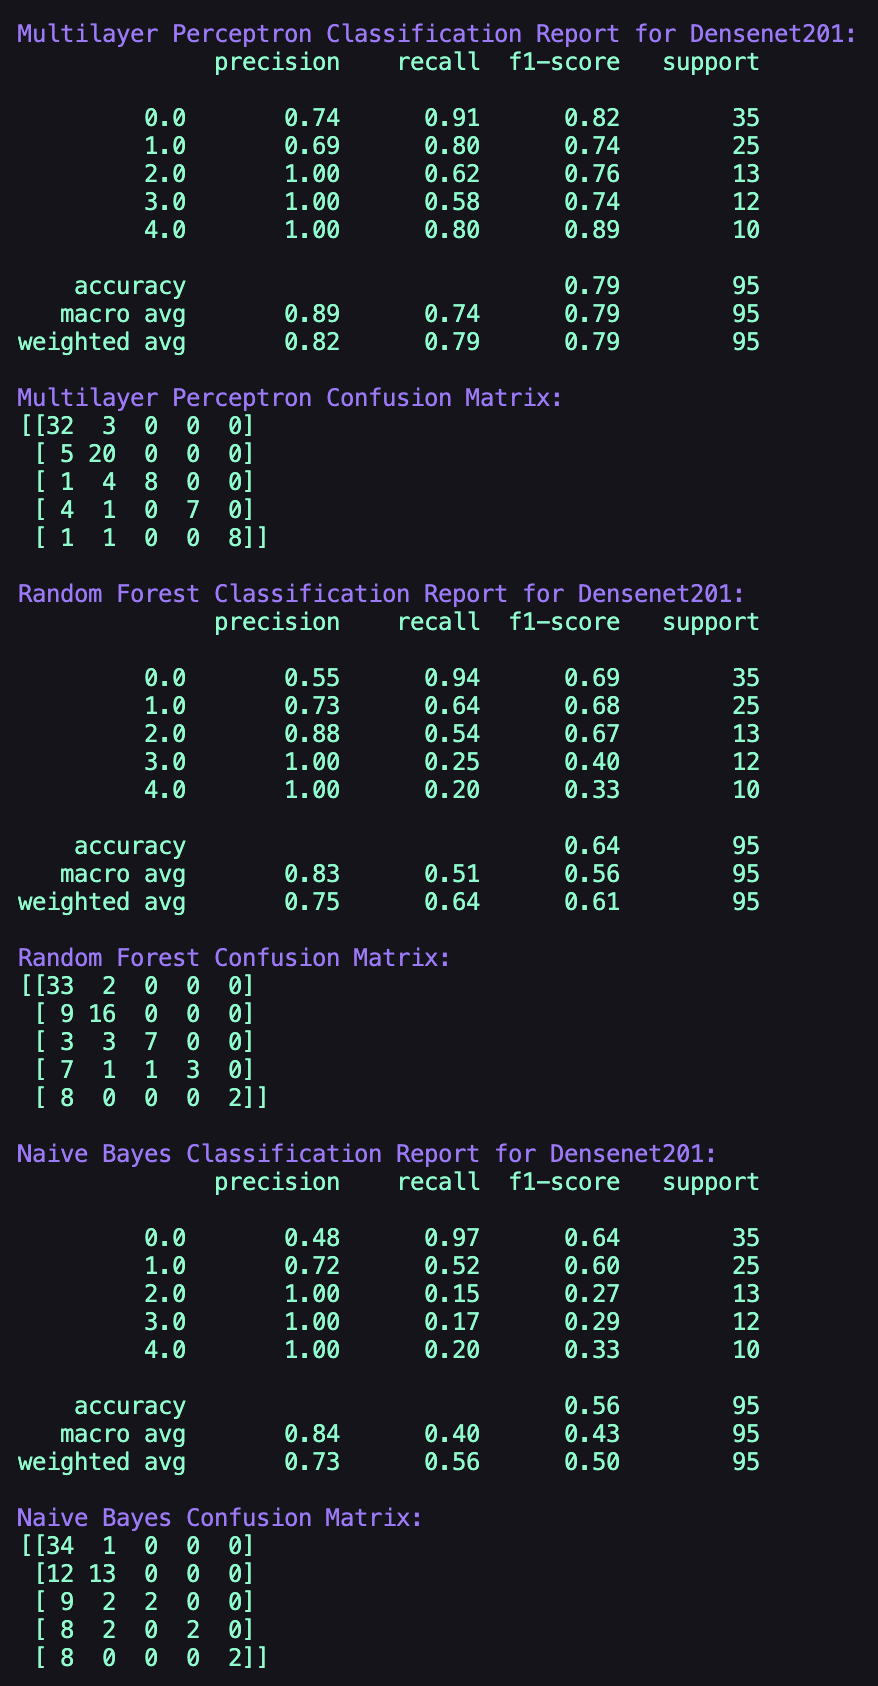 Multilayer Perceptron Classification Report for Densenet201:
              precision    recall  f1-score   support

         0.0       0.74      0.91      0.82        35
         1.0       0.69      0.80      0.74        25
         2.0       1.00      0.62      0.76        13
         3.0       1.00      0.58      0.74        12
         4.0       1.00      0.80      0.89        10

    accuracy                           0.79        95
   macro avg       0.89      0.74      0.79        95
weighted avg       0.82      0.79      0.79        95

Multilayer Perceptron Confusion Matrix:
[[32  3  0  0  0]
 [ 5 20  0  0  0]
 [ 1  4  8  0  0]
 [ 4  1  0  7  0]
 [ 1  1  0  0  8]]

Random Forest Classification Report for Densenet201:
              precision    recall  f1-score   support

         0.0       0.55      0.94      0.69        35
         1.0       0.73      0.64      0.68        25
         2.0       0.88      0.54      0.67        13
         3.0       1.00      0.25      0.40        12
         4.0       1.00      0.20      0.33        10

    accuracy                           0.64        95
   macro avg       0.83      0.51      0.56        95
weighted avg       0.75      0.64      0.61        95

Random Forest Confusion Matrix:
[[33  2  0  0  0]
 [ 9 16  0  0  0]
 [ 3  3  7  0  0]
 [ 7  1  1  3  0]
 [ 8  0  0  0  2]]

Naive Bayes Classification Report for Densenet201:
              precision    recall  f1-score   support

         0.0       0.48      0.97      0.64        35
         1.0       0.72      0.52      0.60        25
         2.0       1.00      0.15      0.27        13
         3.0       1.00      0.17      0.29        12
         4.0       1.00      0.20      0.33        10

    accuracy                           0.56        95
   macro avg       0.84      0.40      0.43        95
weighted avg       0.73      0.56      0.50        95

Naive Bayes Confusion Matrix:
[[34  1  0  0  0]
 [12 13  0  0  0]
 [ 9  2  2  0  0]
 [ 8  2  0  2  0]
 [ 8  0  0  0  2]]